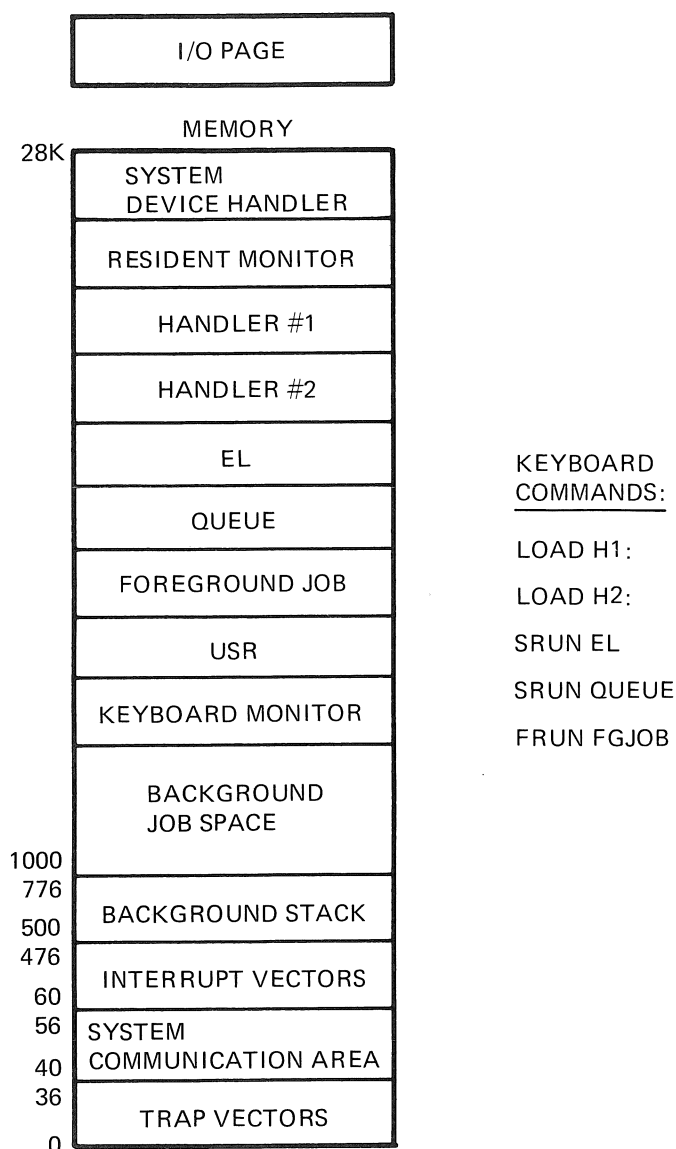 I/O PAGE
MEMORY
28K
SYSTEM
DEVICE HANDLER
RESIDENT MONITOR
HANDLER #1
HANDLER #2
EL
QUEUE
FOREGROUND JOB
USR
KEYBOARD MONITOR
BACKGROUND
JOB SPACE
1000
776
BACKGROUND STACK
500
476
INTERRUPT VECTORS
60
56
SYSTEM
COMMUNICATION AREA
40
36
TRAP VECTORS
0
KEYBOARD
COMMANDS:
LOAD H1:
LOAD H2:
SRUN EL
SRUN QUEUE
FRUN FGJOB